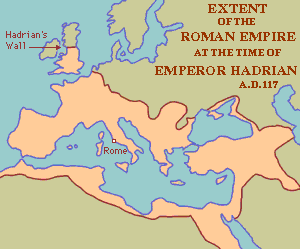 EXTENT
OF THE
ROMAN EMPIRE
AT THE TIME OF
EMPEROR HADRIAN
A.D.117
Hadrian's
Wall
Rome